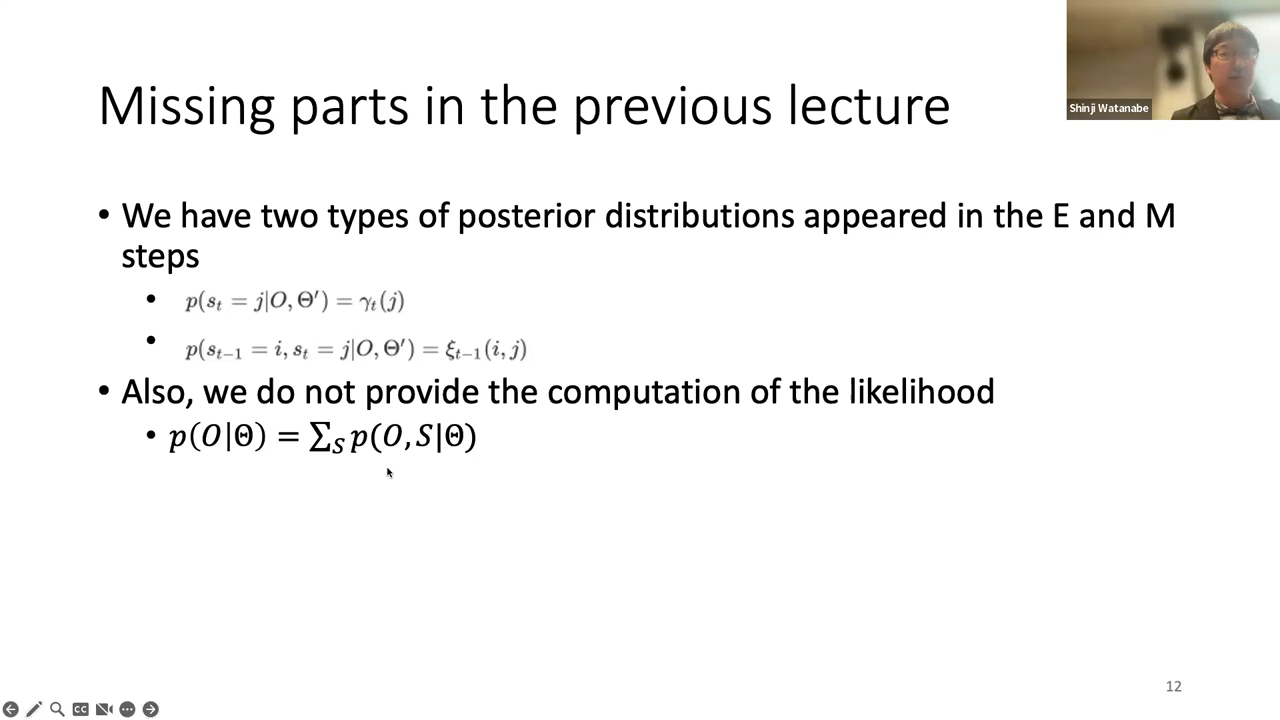 Shinji Watanabe
Missing parts in the previous lecture
• We have two types of posterior distributions appeared in the E and M
steps
• p(s_t = j|O, Θ′) = γ_t(j)
• p(s_{t−1} = i, s_t = j|O, Θ′) = ξ_{t−1}(i, j)
• Also, we do not provide the computation of the likelihood
• p(O|Θ) = ∑_S p(O, S|Θ)
12
CC